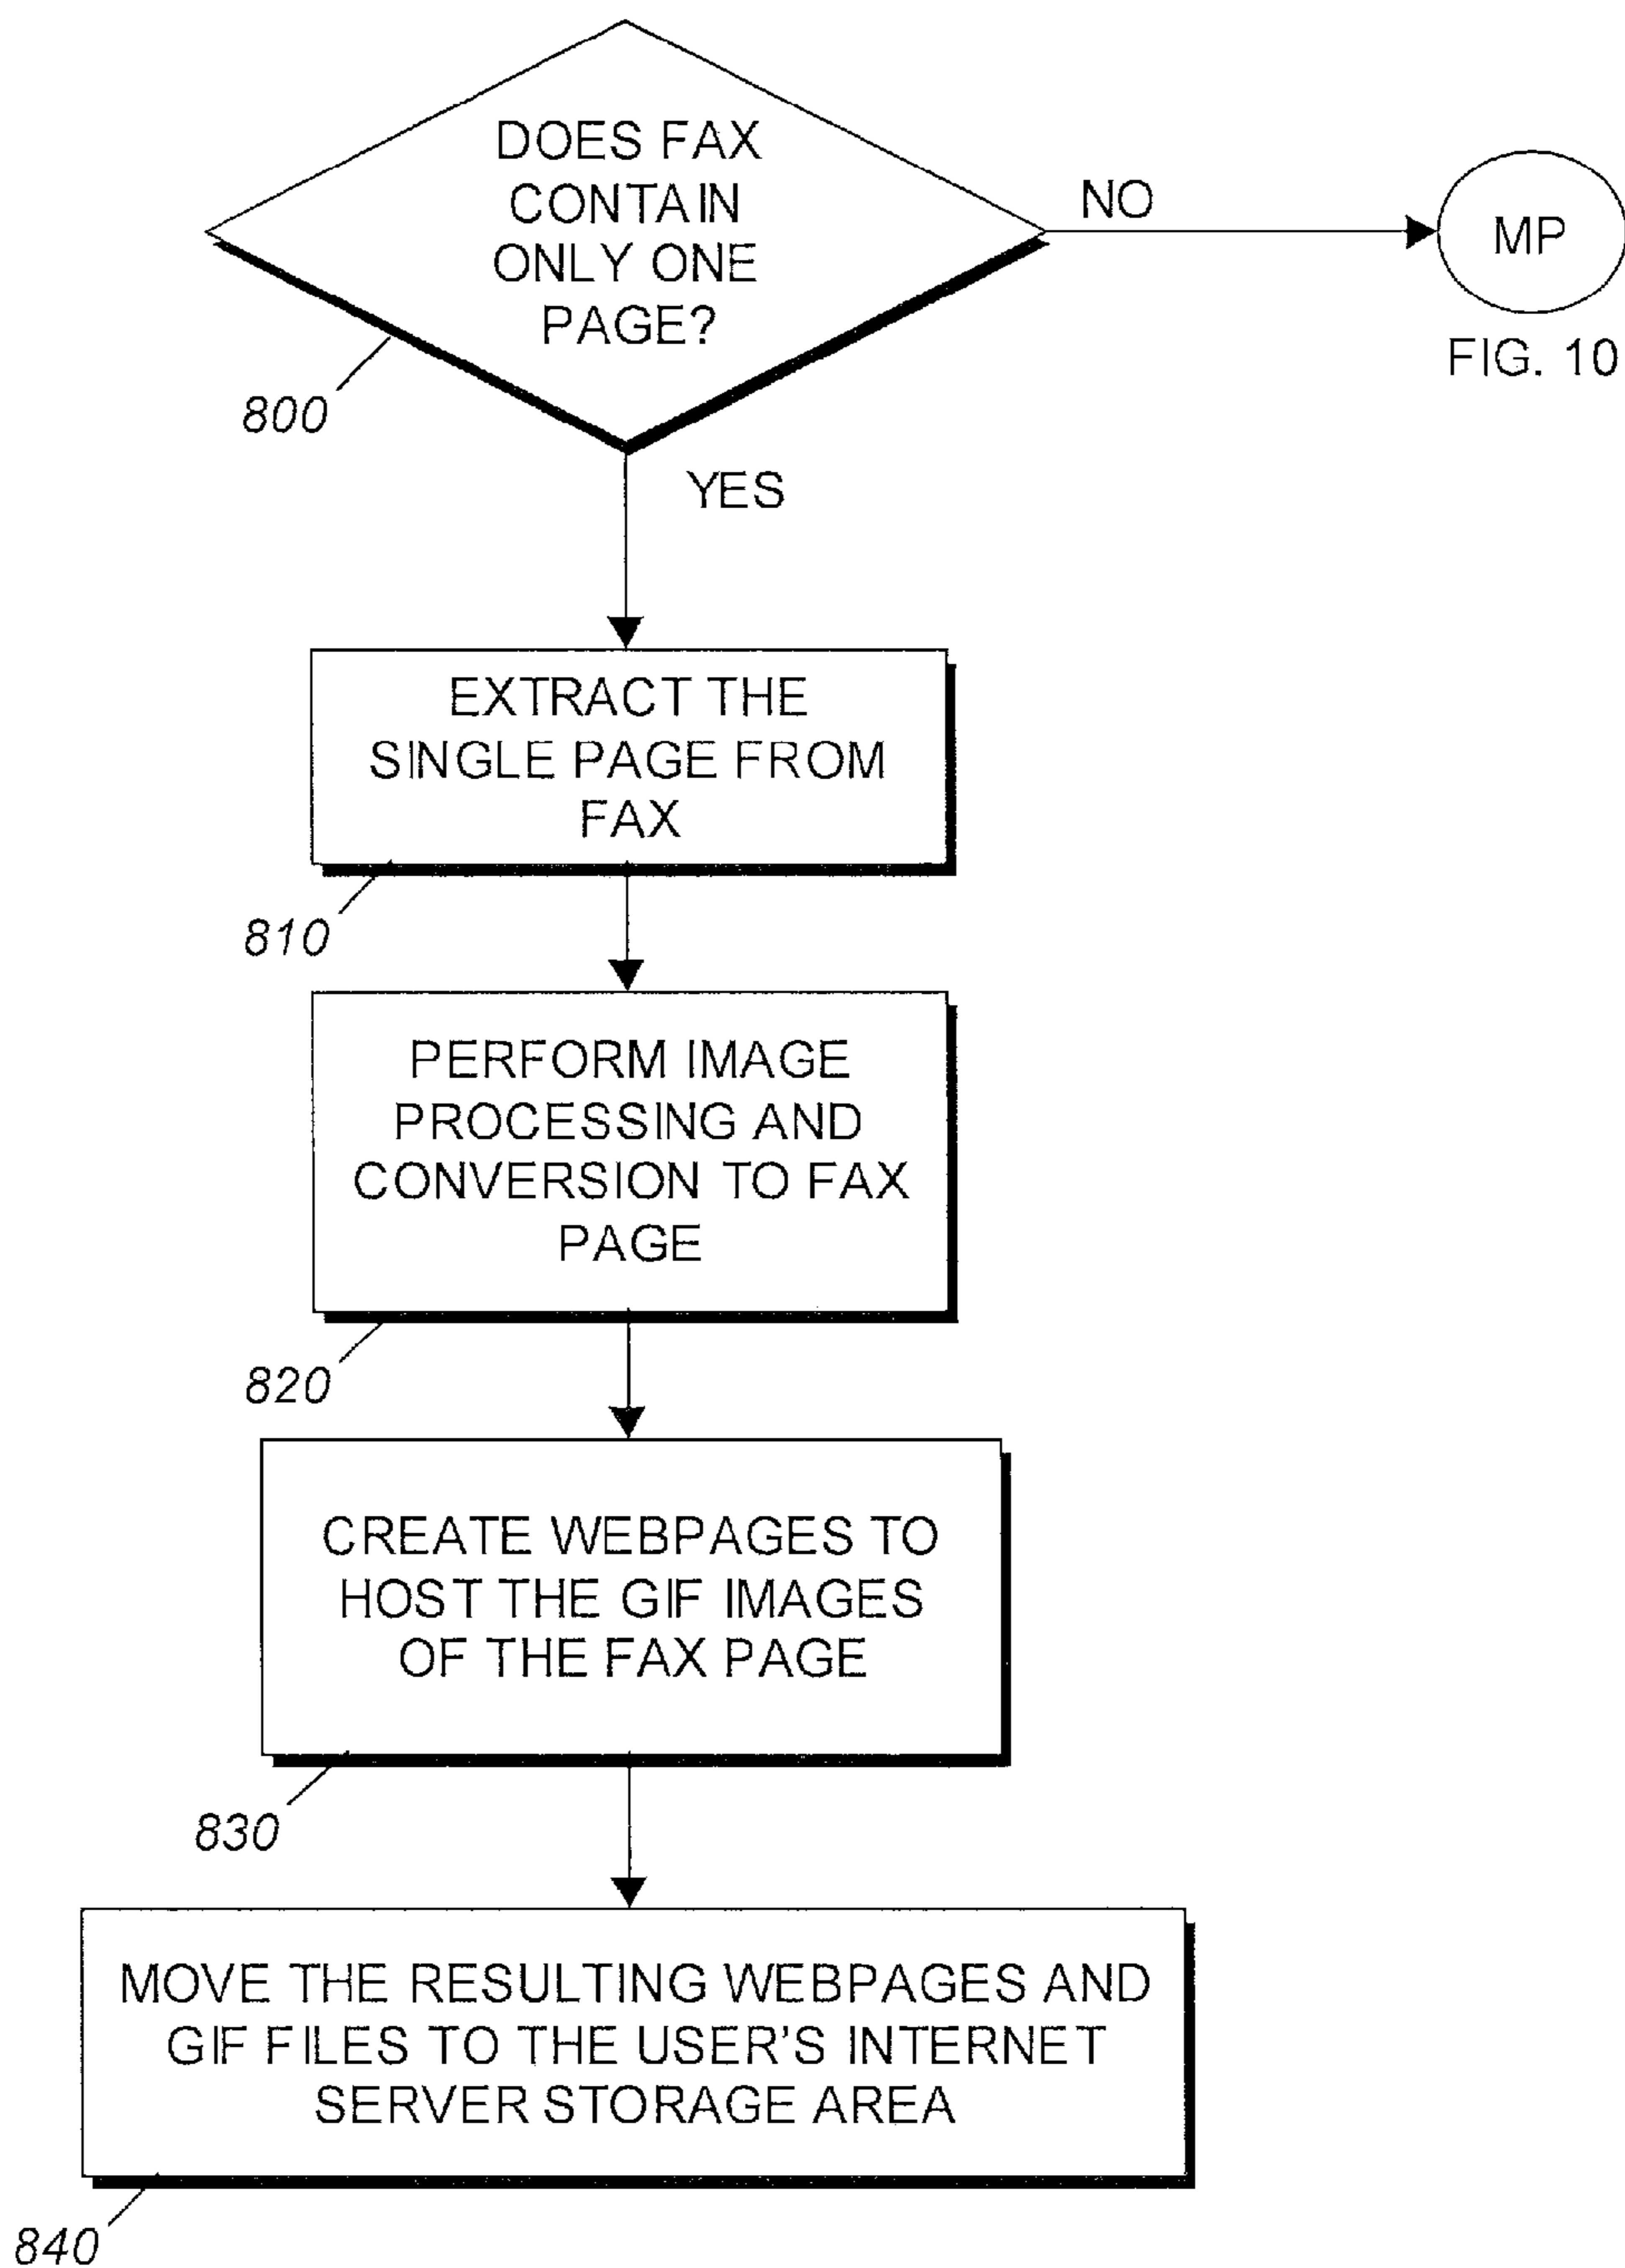 DOES FAX
CONTAIN
ONLY ONE
PAGE?
NO
MP
FIG. 10
800
YES
EXTRACT THE
SINGLE PAGE FROM
FAX
810
PERFORM IMAGE
PROCESSING AND
CONVERSION TO FAX
PAGE
820
CREATE WEBPAGES TO
HOST THE GIF IMAGES
OF THE FAX PAGE
830
MOVE THE RESULTING WEBPAGES AND
GIF FILES TO THE USER'S INTERNET
SERVER STORAGE AREA
840